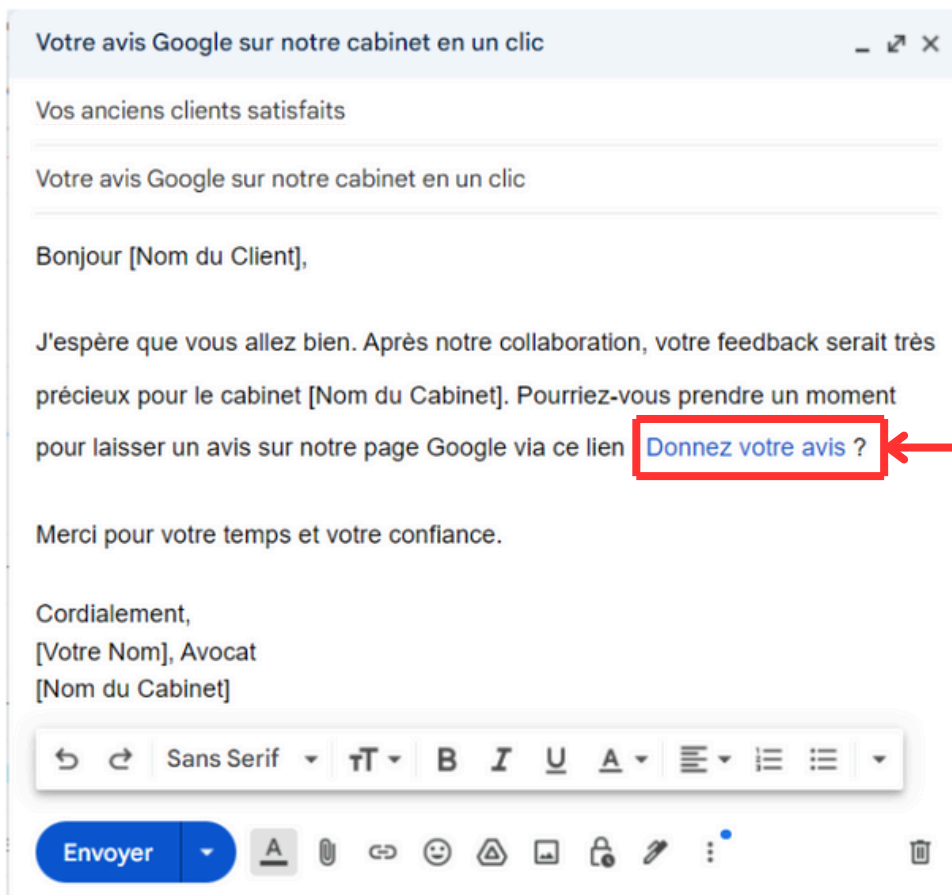 Votre avis Google sur notre cabinet en un clic
Vos anciens clients satisfaits
Votre avis Google sur notre cabinet en un clic
Bonjour [Nom du Client],
J'espère que vous allez bien. Après notre collaboration, votre feedback serait très
précieux pour le cabinet [Nom du Cabinet]. Pourriez-vous prendre un moment
pour laisser un avis sur notre page Google via ce lien Donnez votre avis ?
Merci pour votre temps et votre confiance.
Cordialement,
[Votre Nom], Avocat
[Nom du Cabinet]
Sans Serif
Envoyer